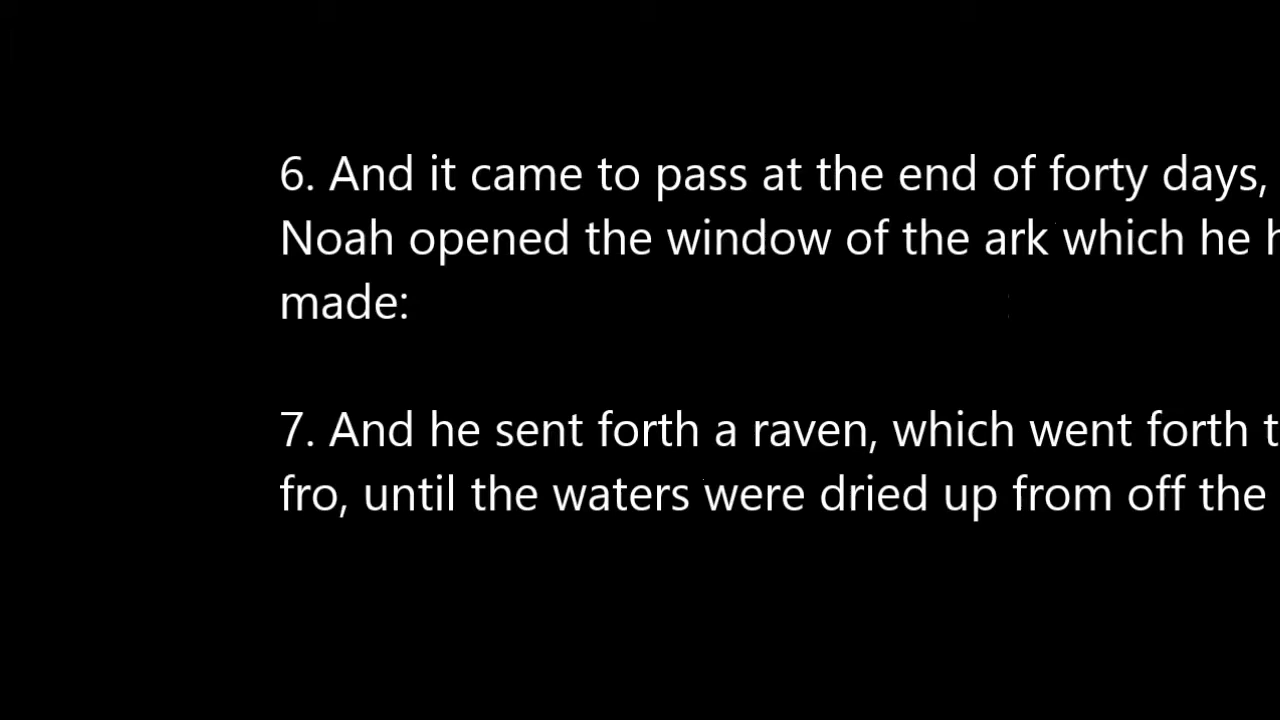 6. And it came to pass at the end of forty days,
Noah opened the window of the ark which he
made:
7. And he sent forth a raven, which went forth
fro, until the waters were dried up from off the